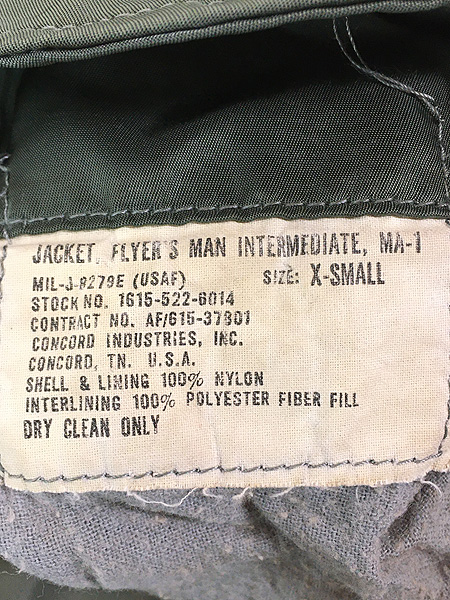 JACKET, FLYER'S MAN INTERMEDIATE, MA-1
MIL-J-8279E (USAF) SIZE: X-SMALL
STOCK NO. 1615-522-6014
CONTRACT NO. AF/615-37301
CONCORD INDUSTRIES, INC.
CONCORD, TN. U.S.A.
SHELL & LINING 100% NYLON
INTERLINING 100% POLYESTER FIBER FILL
DRY CLEAN ONLY